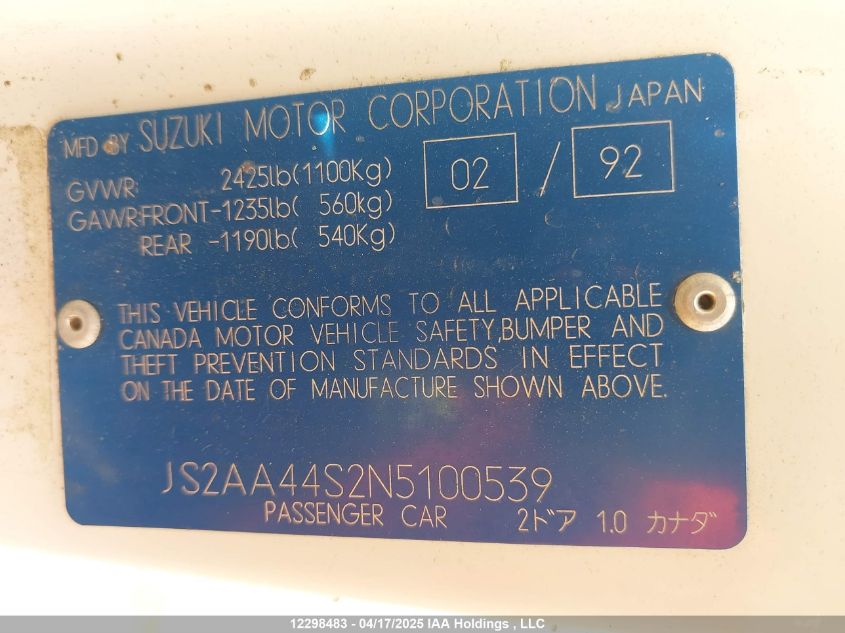 MFD BY SUZUKI MOTOR CORPORATION JAPAN
GVWR 2425lb(1100Kg) 02 / 92
GAWR:FRONT-1235lb( 560kg)
REAR -1190lb( 540Kg)
THIS VEHICLE CONFORMS TO ALL APPLICABLE
CANADA MOTOR VEHICLE SAFETY,BUMPER AND
THEFT PREVENTION STANDARDS IN EFFECT
ON THE DATE OF MANUFACTURE SHOWN ABOVE.
JS2AA44S2N5100539
PASSENGER CAR 2ドア 1.0 カナダ
12298483 - 04/17/2025 IAA Holdings , LLC